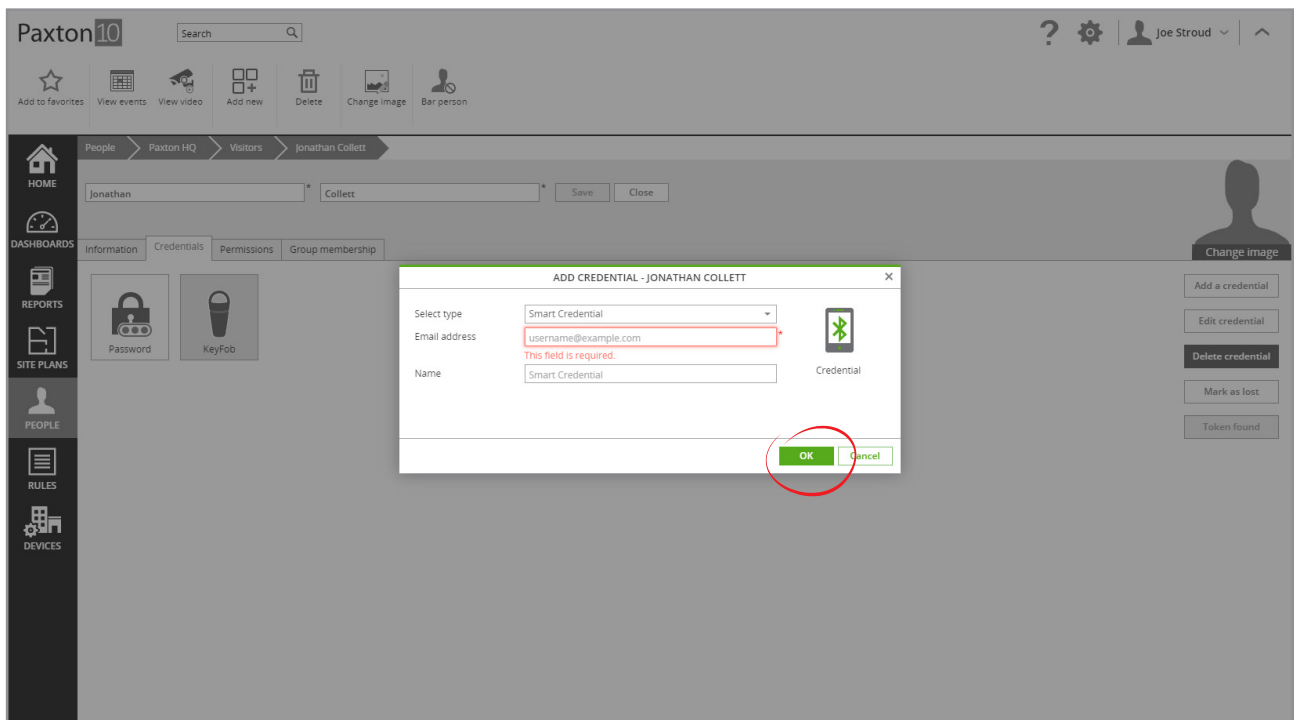 Paxton 10
Search
Joe Stroud
Add to favorites View events View video Add new Delete Change image Bar person
People Paxton HQ Visitors Jonathan Collett
HOME
Jonathan * Collett * Save Close
DASHBOARDS
Information Credentials Permissions Group membership
Change image
ADD CREDENTIAL - JONATHAN COLLETT
Add a credential
REPORTS
Select type Smart Credential
Edit credential
Email address username@example.com *
Password KeyFob
This field is required.
Delete credential
SITE PLANS
Name Smart Credential
Credential
Mark as lost
PEOPLE
Token found
OK Cancel
RULES
DEVICES